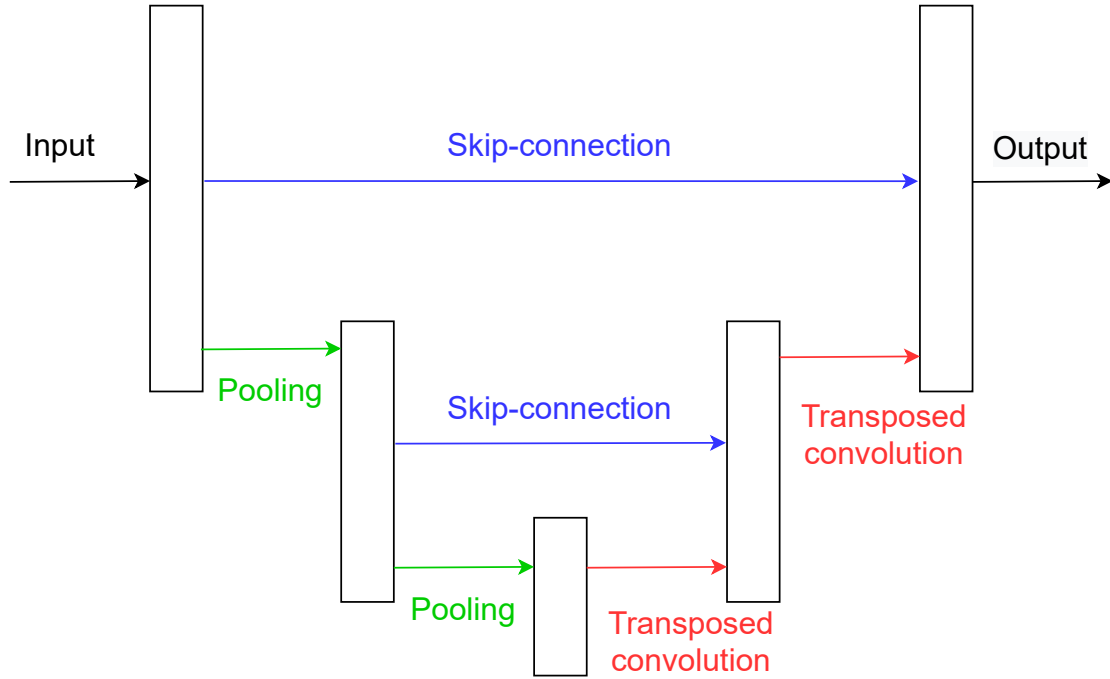 Input
Skip-connection
Output
Pooling
Skip-connection
Transposed
convolution
Pooling
Transposed
convolution